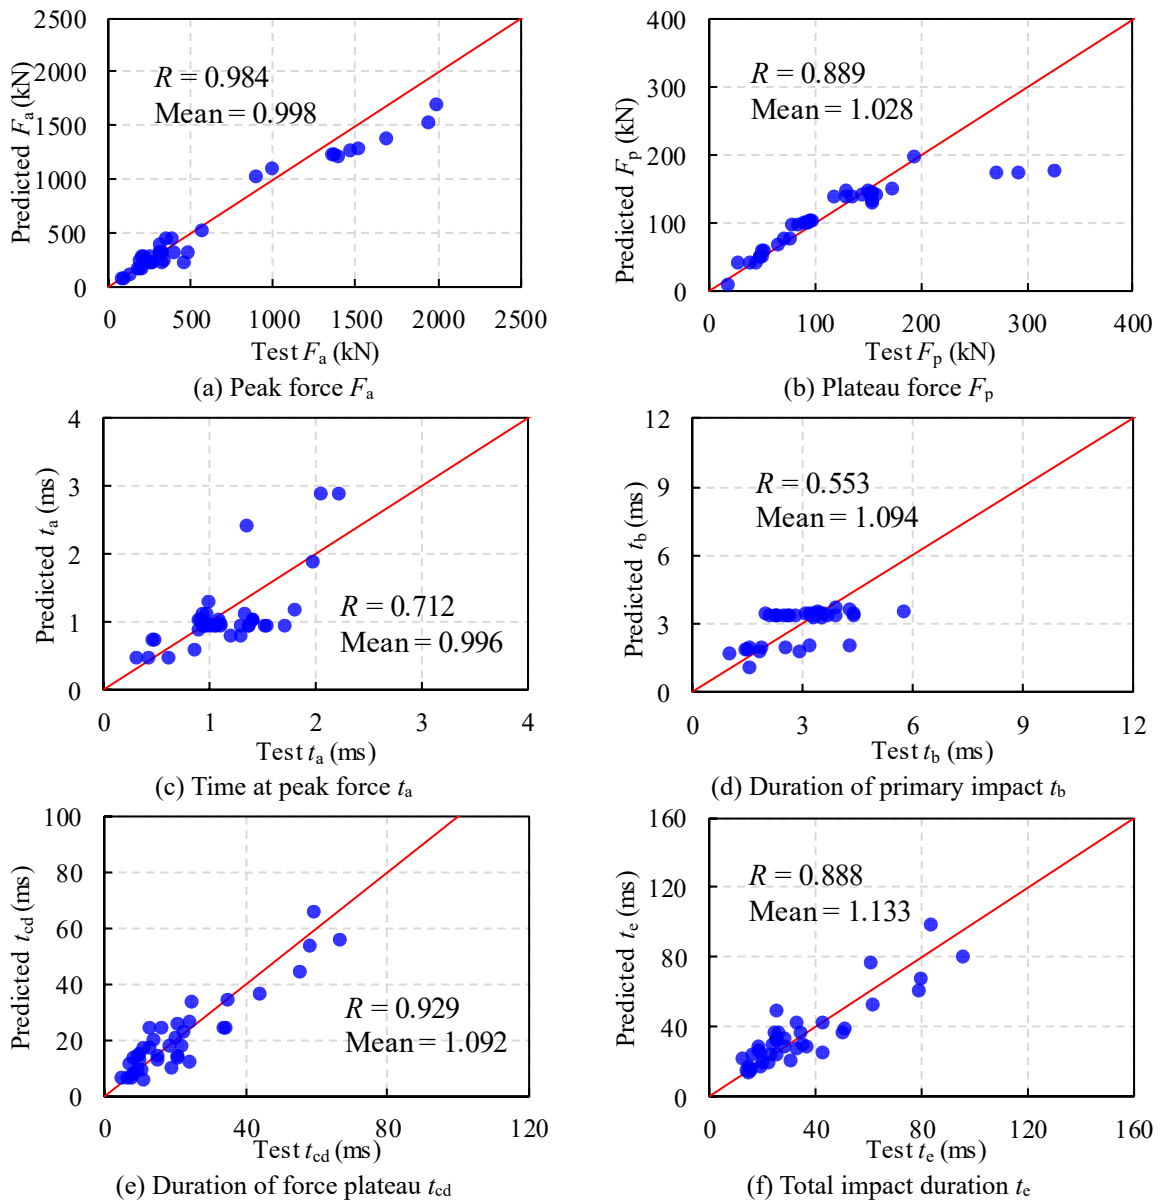 2500
2000
1500
1000
500
0
Predicted Fa (kN)
R = 0.984
Mean = 0.998
0 500 1000 1500 2000 2500
Test Fa (kN)
(a) Peak force Fa
400
300
200
100
0
Predicted Fp (kN)
R = 0.889
Mean = 1.028
0 100 200 300 400
Test Fp (kN)
(b) Plateau force Fp
4
3
2
1
0
Predicted ta (ms)
R = 0.712
Mean = 0.996
0 1 2 3 4
Test ta (ms)
(c) Time at peak force ta
12
9
6
3
0
Predicted tb (ms)
R = 0.553
Mean = 1.094
0 3 6 9 12
Test tb (ms)
(d) Duration of primary impact tb
100
80
60
40
20
0
Predicted tcd (ms)
R = 0.929
Mean = 1.092
0 40 80 120
Test tcd (ms)
(e) Duration of force plateau tcd
160
120
80
40
0
Predicted te (ms)
R = 0.888
Mean = 1.133
0 40 80 120 160
Test te (ms)
(f) Total impact duration te